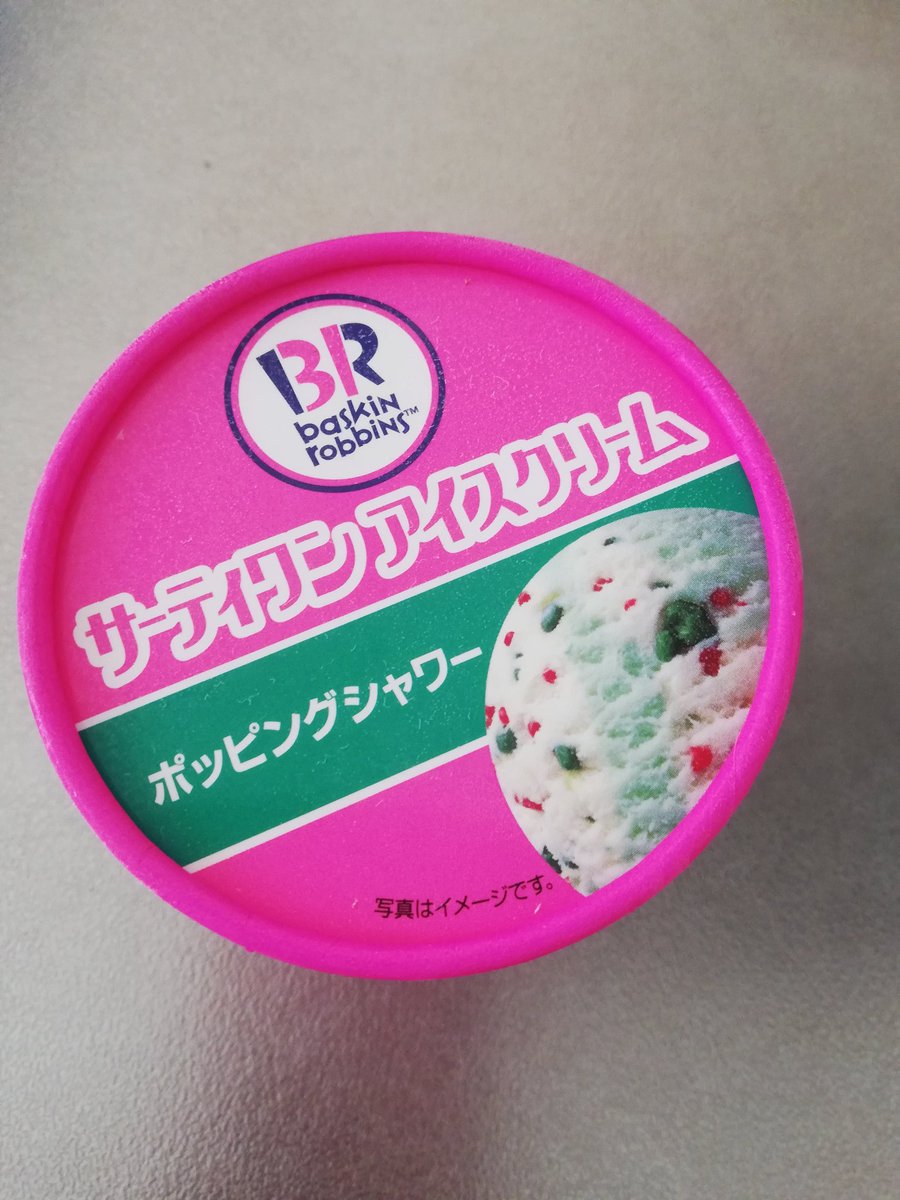 BR
baskin
robbins™
サーティワン アイスクリーム
ポッピングシャワー
写真はイメージです。